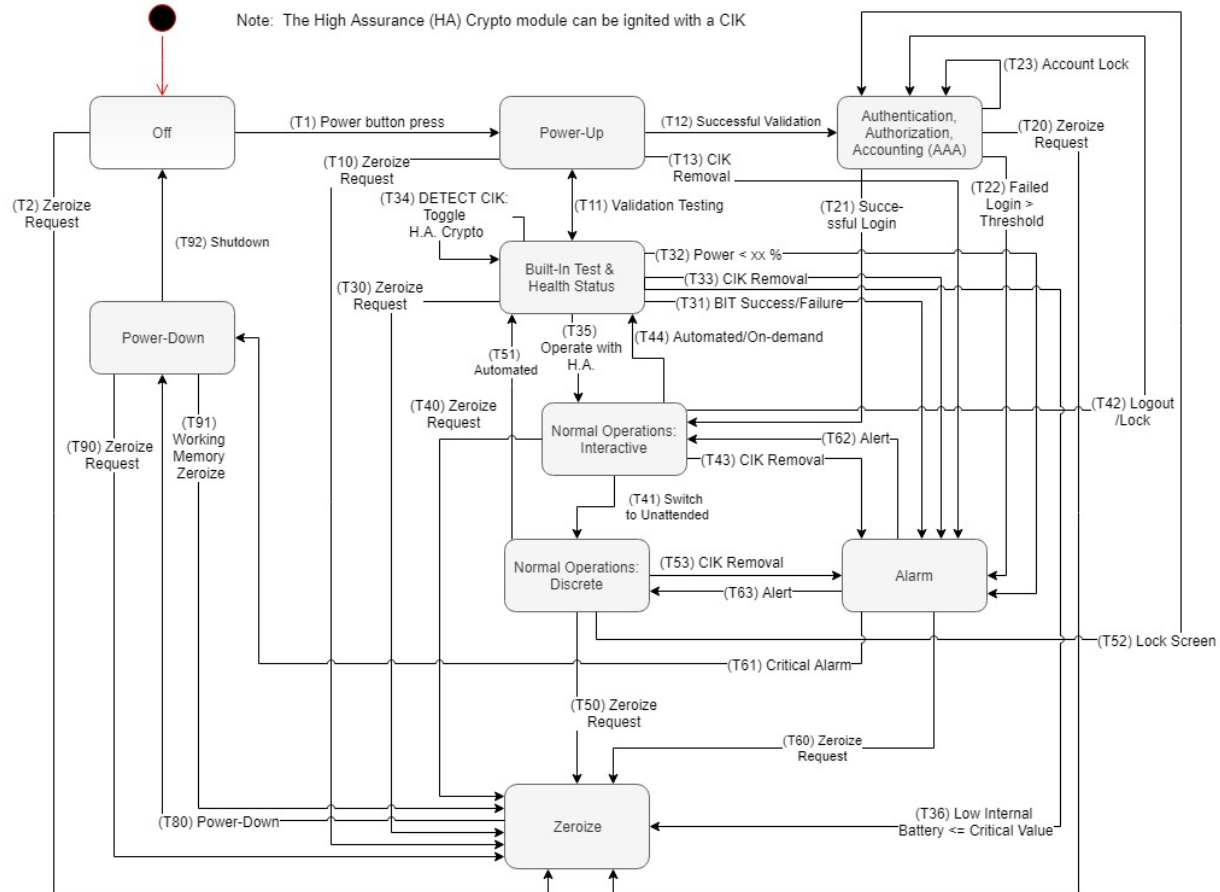 Note: The High Assurance (HA) Crypto module can be ignited with a CIK
(T23) Account Lock
Off
(T1) Power button press
Power-Up
(T12) Successful Validation
Authentication,
Authorization,
Accounting (AAA)
(T20) Zeroize
Request
(T10) Zeroize
Request
(T13) CIK
Removal
(T22) Failed
Login >
Threshold
(T2) Zeroize
Request
(T34) DETECT CIK:
Toggle
H.A. Crypto
(T11) Validation Testing
(T21) Succe-
ssful Login
(T92) Shutdown
Built-In Test &
Health Status
(T32) Power < xx %
(T33) CIK Removal
(T30) Zeroize
Request
(T31) BIT Success/Failure
Power-Down
(T35)
Operate with
H.A.
(T44) Automated/On-demand
(T51)
Automated
(T40) Zeroize
Request
(T42) Logout
/Lock
(T91)
Working
Memory
Zeroize
(T90) Zeroize
Request
Normal Operations:
Interactive
(T62) Alert
(T43) CIK Removal
(T41) Switch
to Unattended
Normal Operations:
Discrete
(T53) CIK Removal
Alarm
(T63) Alert
(T52) Lock Screen
(T61) Critical Alarm
(T50) Zeroize
Request
(T60) Zeroize
Request
(T80) Power-Down
Zeroize
(T36) Low Internal
Battery <= Critical Value